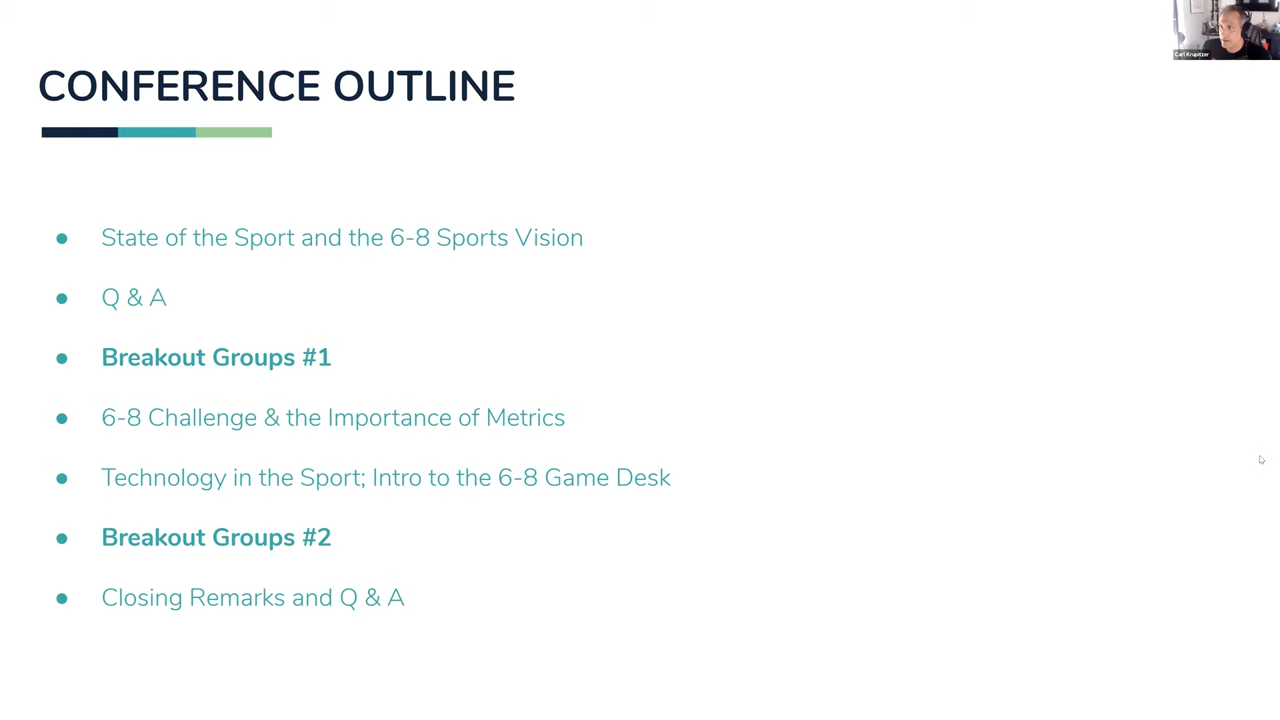 Carl Krupitzer
CONFERENCE OUTLINE
● State of the Sport and the 6-8 Sports Vision
● Q & A
● Breakout Groups #1
● 6-8 Challenge & the Importance of Metrics
● Technology in the Sport; Intro to the 6-8 Game Desk
● Breakout Groups #2
● Closing Remarks and Q & A